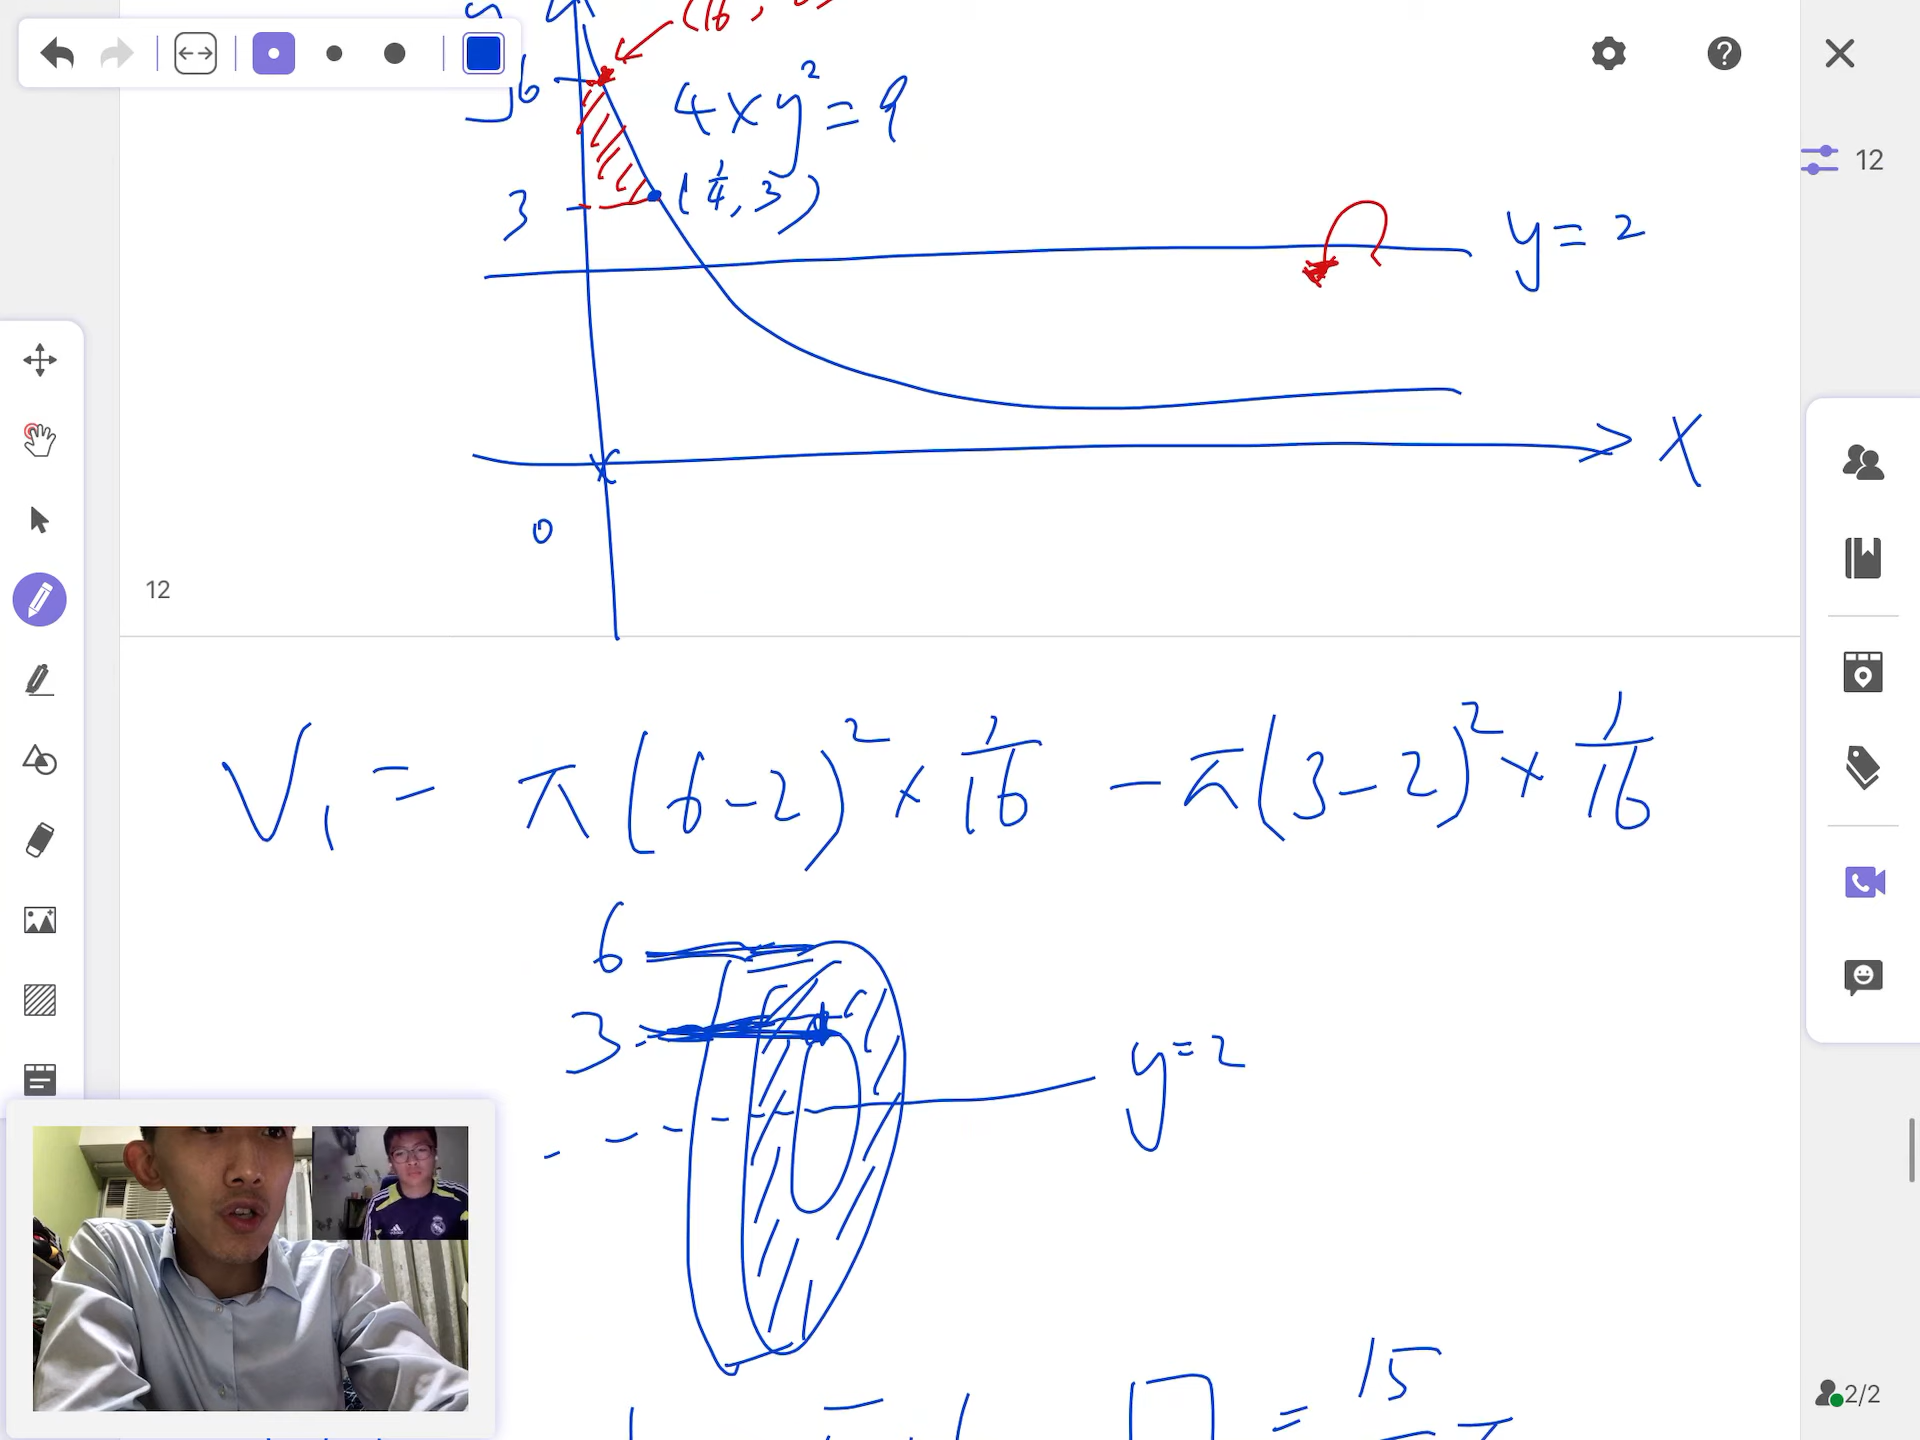 y
(16,
6
4xy²=9
3
(1/4, 3)
12
y=2
X
0
12
V₁ = π(6-2)² × 1/16 - π(3-2)² × 1/16
6
3
y=2
15
=
2/2